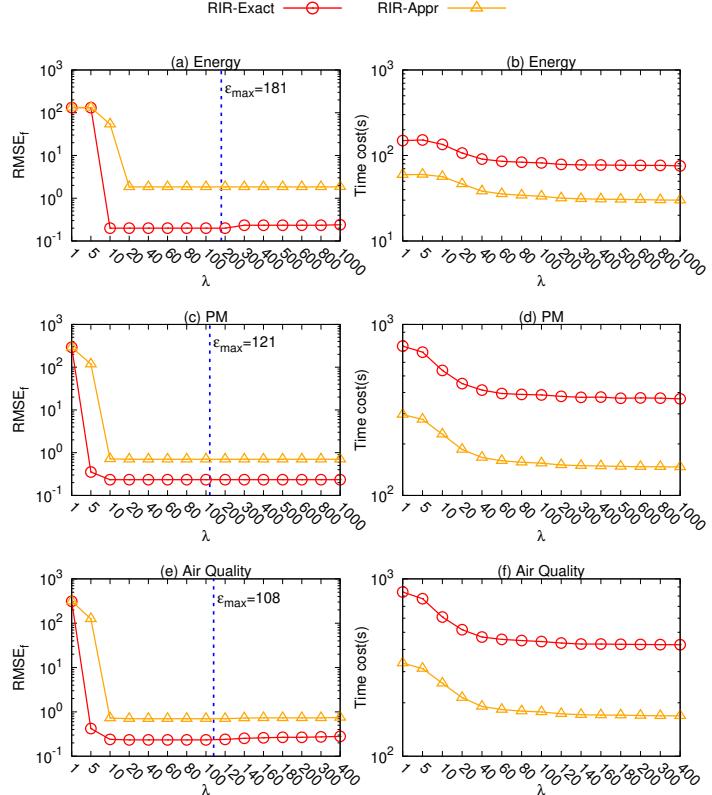 RIR-Exact
RIR-Appr
(a) Energy
10^3
10^2
10^1
10^0
10^-1
RMSE_f
ε_max=181
1 5 10 20 40 60 80 100 200 300 400 500 600 800 1000
λ
(b) Energy
10^3
10^2
10^1
Time cost(s)
1 5 10 20 40 60 80 100 200 300 400 500 600 800 1000
λ
(c) PM
10^3
10^2
10^1
10^0
10^-1
RMSE_f
ε_max=121
1 5 10 20 40 60 80 100 200 300 400 500 600 800 1000
λ
(d) PM
10^3
10^2
Time cost(s)
1 5 10 20 40 60 80 100 200 300 400 500 600 800 1000
λ
(e) Air Quality
10^3
10^2
10^1
10^0
10^-1
RMSE_f
ε_max=108
1 5 10 20 40 60 80 100 120 140 160 180 200 300 400
λ
(f) Air Quality
10^3
10^2
Time cost(s)
1 5 10 20 40 60 80 100 120 140 160 180 200 300 400
λ